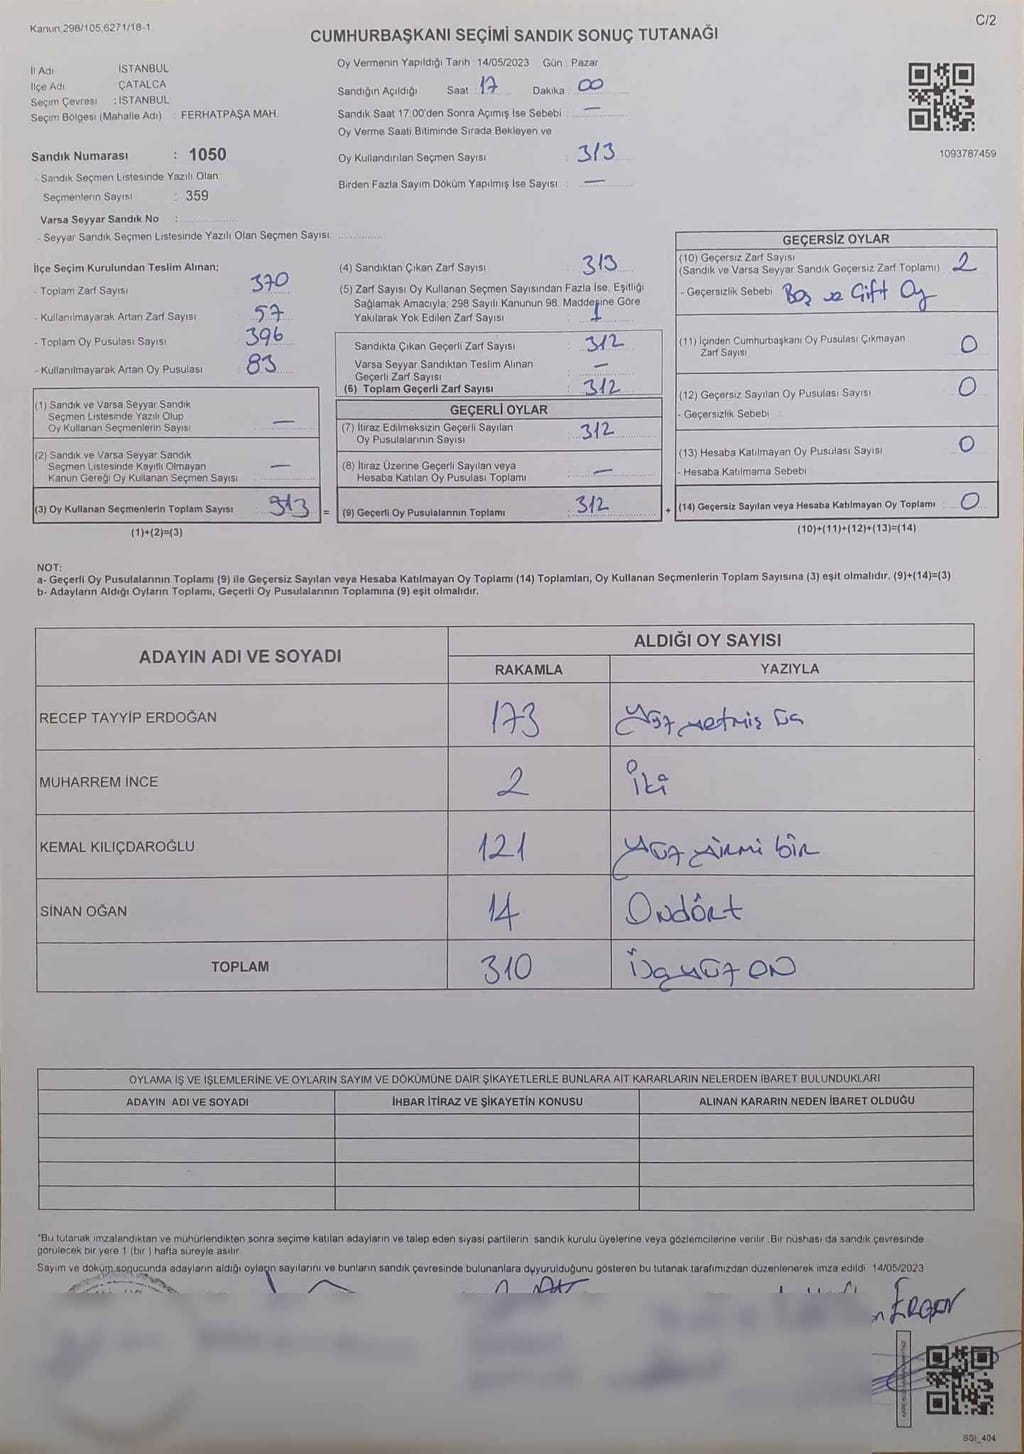 Kanun 298/105 6271/18-1
C/2
CUMHURBAŞKANI SEÇİMİ SANDIK SONUÇ TUTANAĞI
İl Adı İSTANBUL
İlçe Adı ÇATALCA
Seçim Çevresi : İSTANBUL
Seçim Bölgesi (Mahalle Adı) FERHATPAŞA MAH.
Sandık Numarası : 1050
- Sandık Seçmen Listesinde Yazılı Olan
Seçmenlerin Sayısı : 359
Varsa Seyyar Sandık No :
- Seyyar Sandık Seçmen Listesinde Yazılı Olan Seçmen Sayısı:
Oy Vermenin Yapıldığı Tarih : 14/05/2023 Gün : Pazar
Sandığın Açıldığı Saat : 17 Dakika : 00
Sandık Saat 17:00'den Sonra Açımış İse Sebebi : —
Oy Verme Saati Bitiminde Sırada Bekleyen ve
Oy Kullandırılan Seçmen Sayısı : 313
Birden Fazla Sayım Döküm Yapılmış İse Sayısı : —
1093787459
İlçe Seçim Kurulundan Teslim Alınan;
- Toplam Zarf Sayısı : 370
- Kullanılmayarak Artan Zarf Sayısı : 57
- Toplam Oy Pusulası Sayısı : 396
- Kullanılmayarak Artan Oy Pusulası : 83
(1) Sandık ve Varsa Seyyar Sandık
Seçmen Listesinde Yazılı Olup
Oy Kullanan Seçmenlerin Sayısı : —
(2) Sandık ve Varsa Seyyar Sandık
Seçmen Listesinde Kayıtlı Olmayan
Kanun Gereği Oy Kullanan Seçmen Sayısı : —
(3) Oy Kullanan Seçmenlerin Toplam Sayısı : 313 =
(1)+(2)=(3)
(4) Sandıktan Çıkan Zarf Sayısı : 313
(5) Zarf Sayısı Oy Kullanan Seçmen Sayısından Fazla İse, Eşitliği
Sağlamak Amacıyla; 298 Sayılı Kanunun 98. Maddesine Göre
Yakılarak Yok Edilen Zarf Sayısı : 1
Sandıkta Çıkan Geçerli Zarf Sayısı : 312
Varsa Seyyar Sandıktan Teslim Alınan
Geçerli Zarf Sayısı : —
(6) Toplam Geçerli Zarf Sayısı : 312
GEÇERLİ OYLAR
(7) İtiraz Edilmeksizin Geçerli Sayılan
Oy Pusulalarının Sayısı : 312
(8) İtiraz Üzerine Geçerli Sayılan veya
Hesaba Katılan Oy Pusulası Toplamı : —
(9) Geçerli Oy Pusulalarının Toplamı : 312 +
GEÇERSİZ OYLAR
(10) Geçersiz Zarf Sayısı
(Sandık ve Varsa Seyyar Sandık Geçersiz Zarf Toplamı) : 2
- Geçersizlik Sebebi : Boş ve Çift Oy
(11) İçinden Cumhurbaşkanı Oy Pusulası Çıkmayan
Zarf Sayısı : 0
(12) Geçersiz Sayılan Oy Pusulası Sayısı : 0
- Geçersizlik Sebebi :
(13) Hesaba Katılmayan Oy Pusulası Sayısı : 0
- Hesaba Katılmama Sebebi :
(14) Geçersiz Sayılan veya Hesaba Katılmayan Oy Toplamı : 0
(10)+(11)+(12)+(13)=(14)
NOT:
a- Geçerli Oy Pusulalarının Toplamı (9) ile Geçersiz Sayılan veya Hesaba Katılmayan Oy Toplamı (14) Toplamları, Oy Kullanan Seçmenlerin Toplam Sayısına (3) eşit olmalıdır. (9)+(14)=(3)
b- Adayların Aldığı Oyların Toplamı, Geçerli Oy Pusulalarının Toplamına (9) eşit olmalıdır.
ADAYIN ADI VE SOYADI ALDIĞI OY SAYISI
RAKAMLA YAZIYLA
RECEP TAYYİP ERDOĞAN 173 Yüz yetmiş üç
MUHARREM İNCE 2 İki
KEMAL KILIÇDAROĞLU 121 Yüz yirmi bir
SİNAN OĞAN 14 Ondört
TOPLAM 310 Üçyüz on
OYLAMA İŞ VE İŞLEMLERİNE VE OYLARIN SAYIM VE DÖKÜMÜNE DAİR ŞİKAYETLERLE BUNLARA AİT KARARLARIN NELERDEN İBARET BULUNDUKLARI
ADAYIN ADI VE SOYADI İHBAR İTİRAZ VE ŞİKAYETİN KONUSU ALINAN KARARIN NEDEN İBARET OLDUĞU
*Bu tutanak imzalandıktan ve mühürlendikten sonra seçime katılan adayların ve talep eden siyasi partilerin sandık kurulu üyelerine veya gözlemcilerine verilir. Bir nüshası da sandık çevresinde
görülecek bir yere 1 (bir) hafta süreyle asılır.
Sayım ve döküm sonucunda adayların aldığı oyların sayılarını ve bunların sandık çevresinde bulunanlara duyurulduğunu gösteren bu tutanak tarafımızdan düzenlenerek imza edildi. 14/05/2023
ERGEN
SSI_404